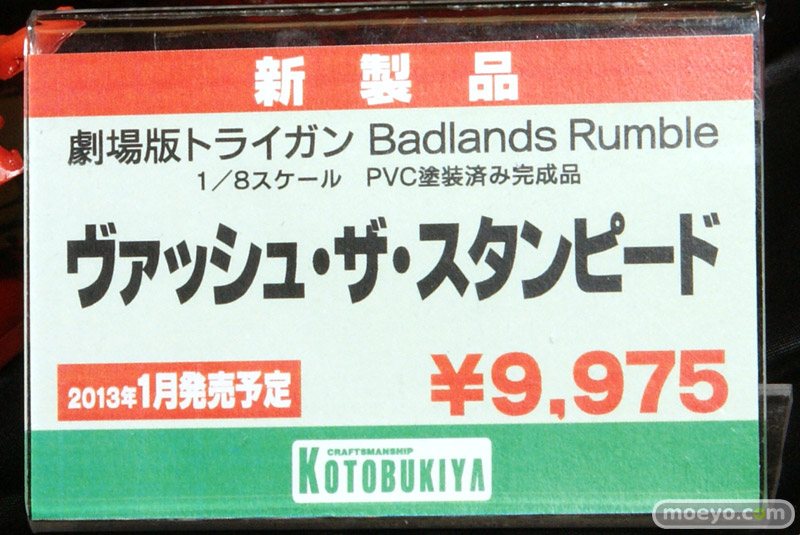 新製品
劇場版トライガン Badlands Rumble
1／8スケール PVC塗装済み完成品
ヴァッシュ・ザ・スタンピード
2013年1月発売予定
¥9,975
CRAFTSMANSHIP
KOTOBUKIYA
moeyo.com